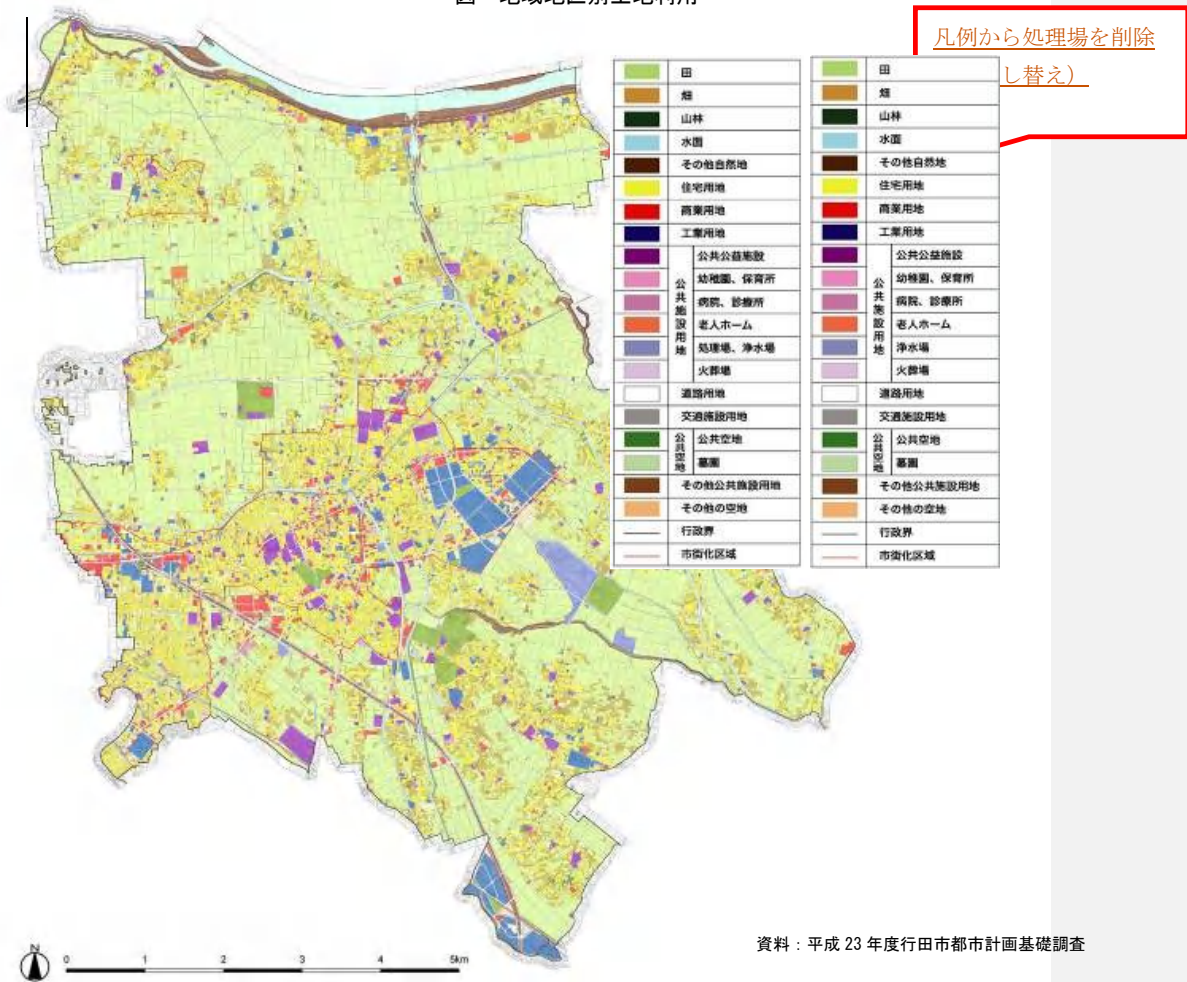 図 地域地区別土地利用
凡例から処理場を削除
し替え）
田
畑
山林
水面
その他自然地
住宅用地
商業用地
工業用地
公共施設用地
公共公益施設
幼稚園、保育所
病院、診療所
老人ホーム
処理場、浄水場
火葬場
道路用地
交通施設用地
公共空地
公共空地
墓園
その他公共施設用地
その他の空地
行政界
市街化区域
田
畑
山林
水面
その他自然地
住宅用地
商業用地
工業用地
公共施設用地
公共公益施設
幼稚園、保育所
病院、診療所
老人ホーム
浄水場
火葬場
道路用地
交通施設用地
公共空地
公共空地
墓園
その他公共施設用地
その他の空地
行政界
市街化区域
資料：平成 23 年度行田市都市計画基礎調査
N
0 1 2 3 4 5km